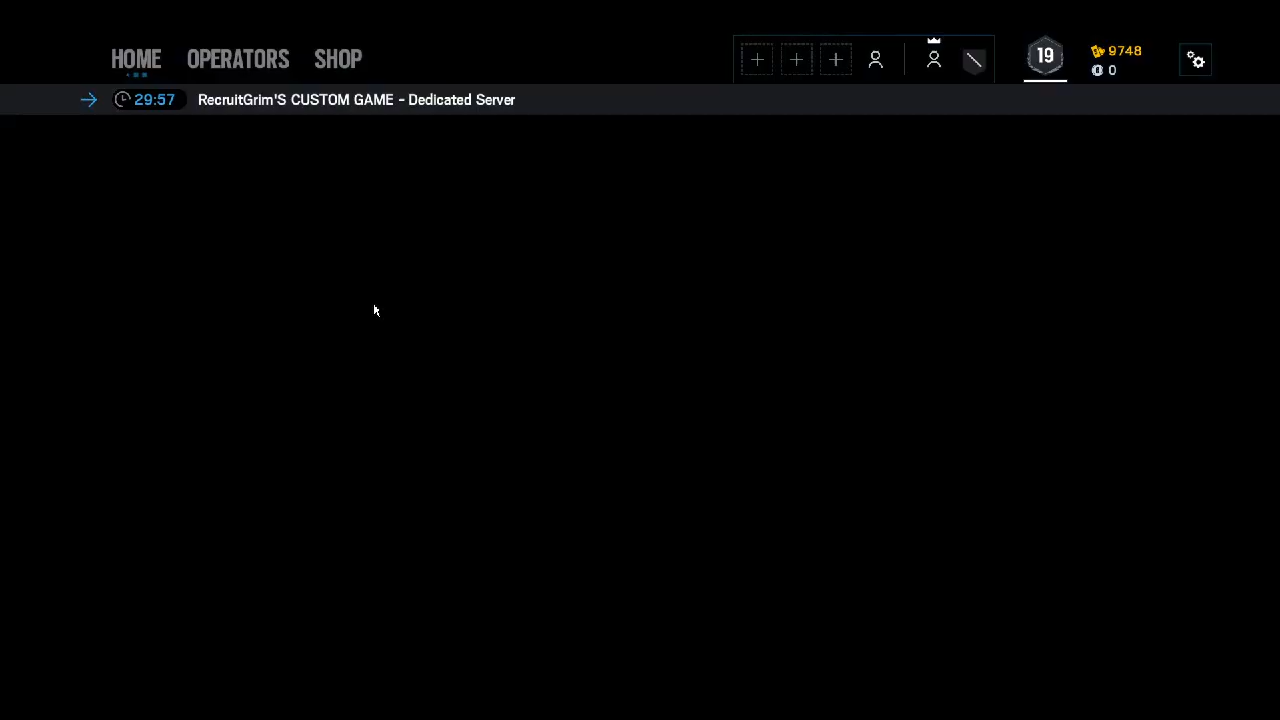 HOME OPERATORS SHOP 19 9748
0
29:57 RecruitGrim'S CUSTOM GAME - Dedicated Server